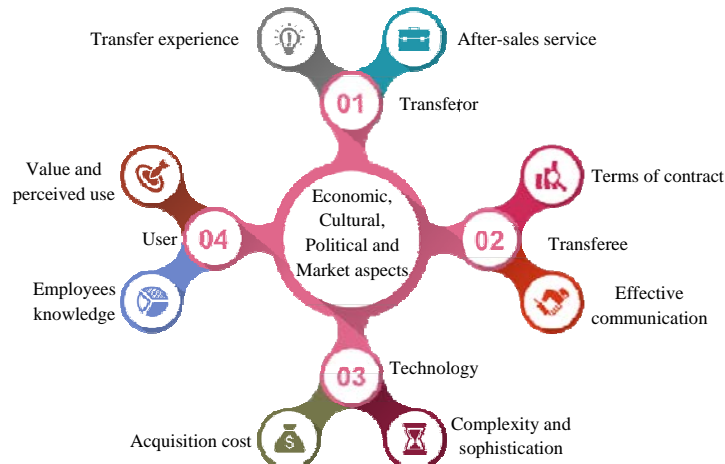 Transfer experience
After-sales service
01
Transferor
Value and
perceived use
Terms of contract
Economic,
Cultural,
Political and
Market aspects
User
04
02
Transferee
Employees
knowledge
Effective
communication
Technology
03
Acquisition cost
$
Complexity and
sophistication